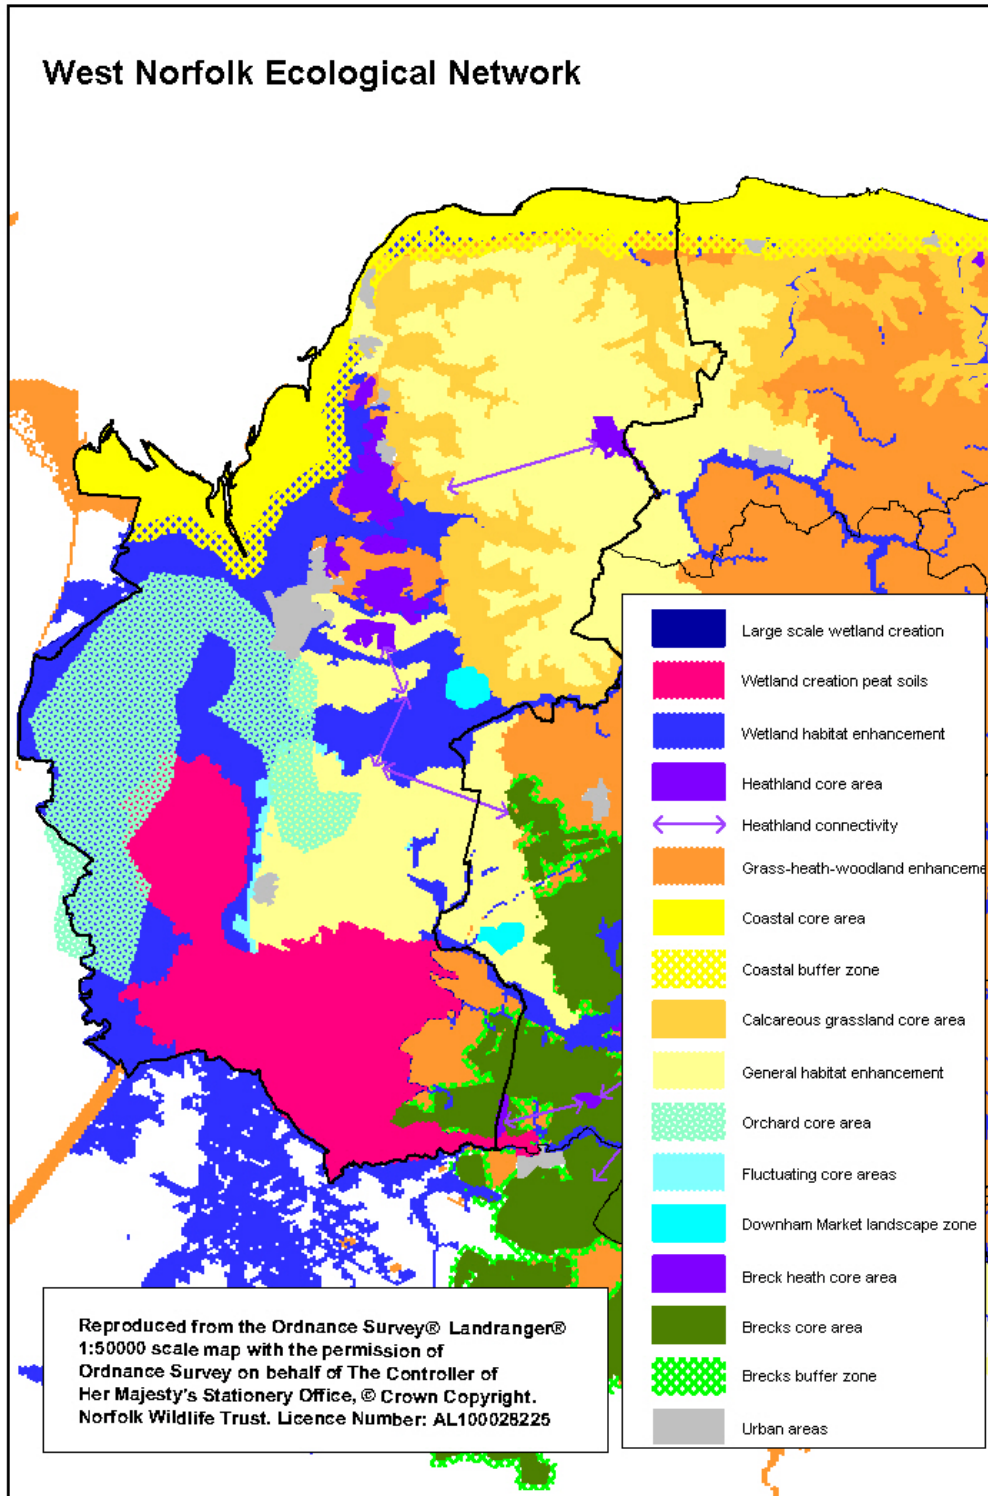 West Norfolk Ecological Network
Large scale wetland creation
Wetland creation peat soils
Wetland habitat enhancement
Heathland core area
Heathland connectivity
Grass-heath-woodland enhanceme
Coastal core area
Coastal buffer zone
Calcareous grassland core area
General habitat enhancement
Orchard core area
Fluctuating core areas
Downham Market landscape zone
Breck heath core area
Brecks core area
Brecks buffer zone
Urban areas
Reproduced from the Ordnance Survey® Landranger®
1:50000 scale map with the permission of
Ordnance Survey on behalf of The Controller of
Her Majesty's Stationery Office, © Crown Copyright.
Norfolk Wildlife Trust. Licence Number: AL100028225